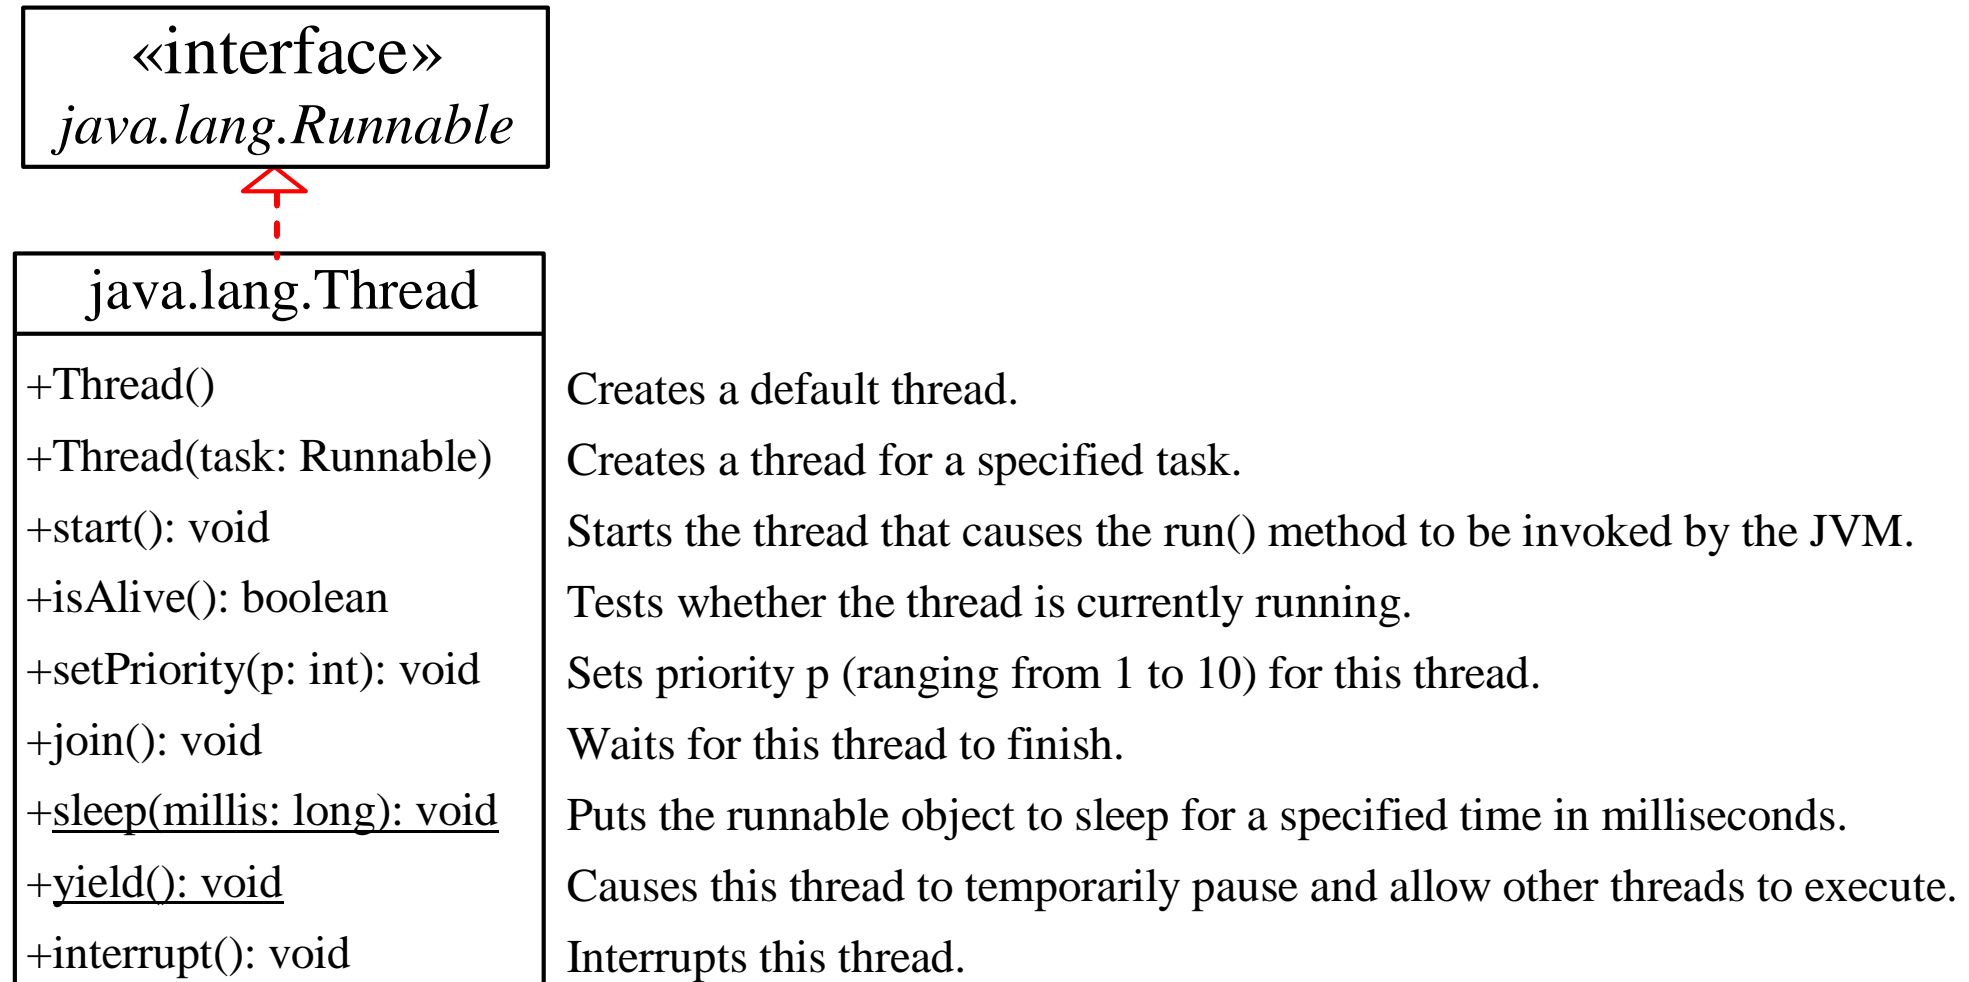 «interface»
java.lang.Runnable
java.lang.Thread
+Thread() Creates a default thread.
+Thread(task: Runnable) Creates a thread for a specified task.
+start(): void Starts the thread that causes the run() method to be invoked by the JVM.
+isAlive(): boolean Tests whether the thread is currently running.
+setPriority(p: int): void Sets priority p (ranging from 1 to 10) for this thread.
+join(): void Waits for this thread to finish.
+sleep(millis: long): void Puts the runnable object to sleep for a specified time in milliseconds.
+yield(): void Causes this thread to temporarily pause and allow other threads to execute.
+interrupt(): void Interrupts this thread.